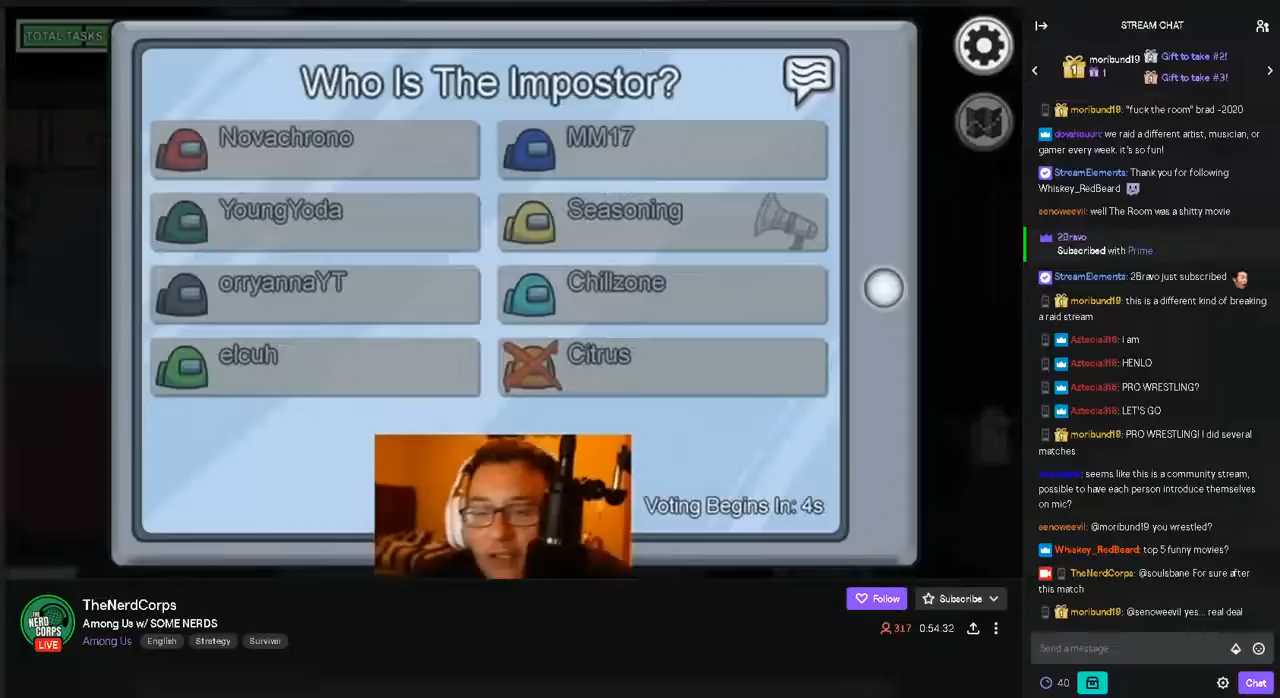 TOTAL TASKS
Who Is The Impostor?
Novachrono
MM17
YoungYoda
Seasoning
orryannaYT
Chillzone
elcuh
Citrus
Voting Begins In: 4s
THE
NERD
CORPS
LIVE
TheNerdCorps
Among Us w/ SOME NERDS
Among Us
English
Strategy
Survival
Follow
Subscribe
317
0:54:32
STREAM CHAT
1
moribund19
1
2
Gift to take #2!
3
Gift to take #3!
moribund19: "fuck the room" brad -2020
: we raid a different artist, musician, or
gamer every week. it's so fun!
StreamElements: Thank you for following
Whiskey_RedBeard
senoweevil: well The Room was a shitty movie
2Bravo
Subscribed with Prime
StreamElements: 2Bravo just subscribed
moribund19: this is a different kind of breaking
a raid stream
Aztecia316: i am
Aztecia316: HENLO
Aztecia316: PRO WRESTLING?
Aztecia316: LET'S GO
moribund19: PRO WRESTLING! I did several
matches
: seems like this is a community stream,
possible to have each person introduce themselves
on mic?
senoweevil: @moribund19 you wrestled?
Whiskey_RedBeard: top 5 funny movies?
TheNerdCorps: @soulsbane For sure after
this match
moribund19: @senoweevil yes... real deal
Send a message
40
Chat